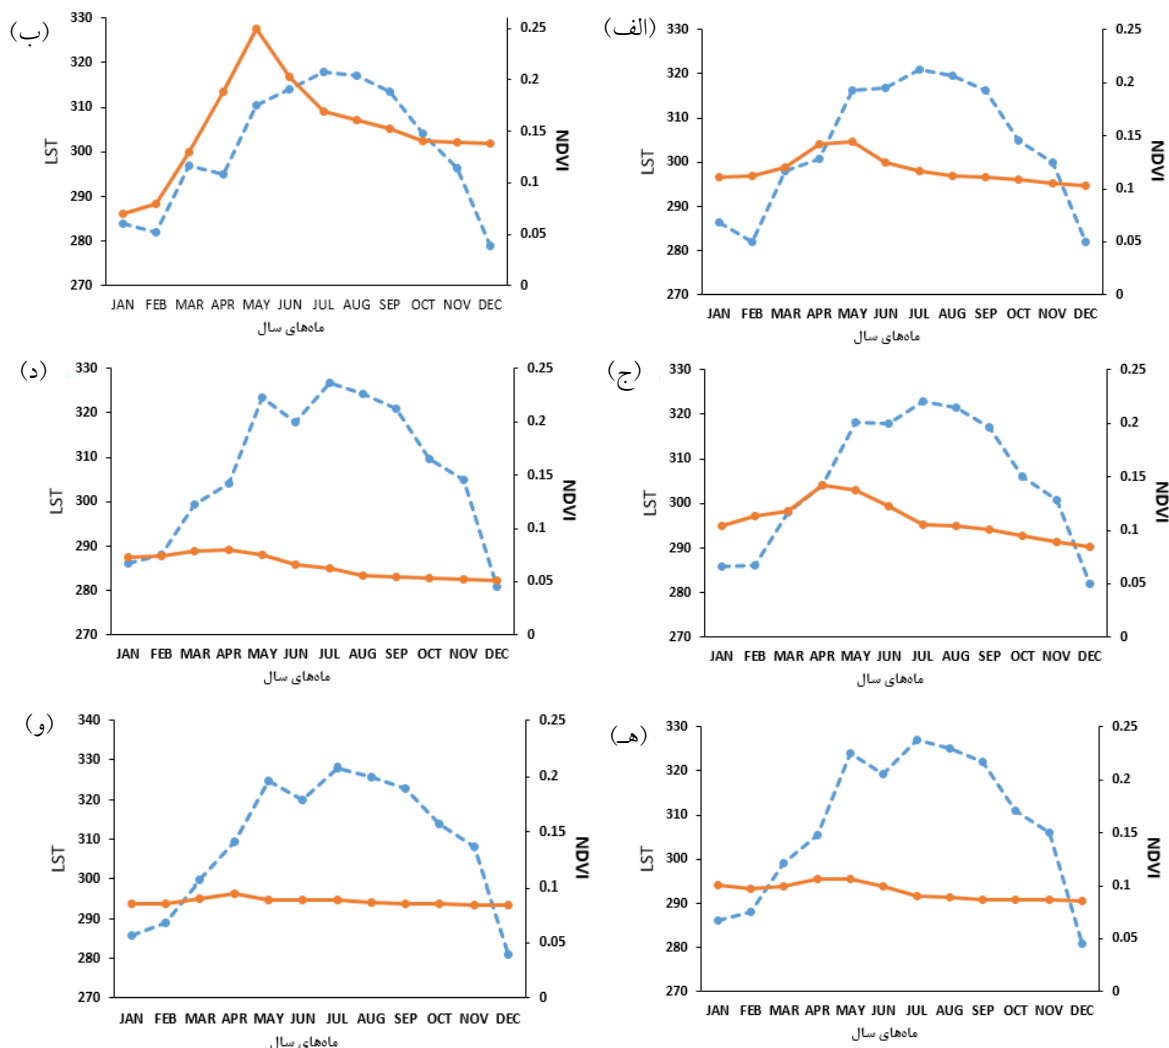 (الف)
330
320
310
300
290
280
270
LST
0.25
0.2
0.15
0.1
0.05
0
NDVI
JAN FEB MAR APR MAY JUN JUL AUG SEP OCT NOV DEC
ماه‌های سال
(ب)
330
320
310
300
290
280
270
LST
0.25
0.2
0.15
0.1
0.05
0
NDVI
JAN FEB MAR APR MAY JUN JUL AUG SEP OCT NOV DEC
ماه‌های سال
(ج)
330
320
310
300
290
280
270
LST
0.25
0.2
0.15
0.1
0.05
0
NDVI
JAN FEB MAR APR MAY JUN JUL AUG SEP OCT NOV DEC
ماه‌های سال
(د)
330
320
310
300
290
280
270
LST
0.25
0.2
0.15
0.1
0.05
0
NDVI
JAN FEB MAR APR MAY JUN JUL AUG SEP OCT NOV DEC
ماه‌های سال
(هـ)
330
320
310
300
290
280
270
LST
0.25
0.2
0.15
0.1
0.05
0
NDVI
JAN FEB MAR APR MAY JUN JUL AUG SEP OCT NOV DEC
ماه‌های سال
(و)
340
330
320
310
300
290
280
270
LST
0.25
0.2
0.15
0.1
0.05
0
NDVI
JAN FEB MAR APR MAY JUN JUL AUG SEP OCT NOV DEC
ماه‌های سال